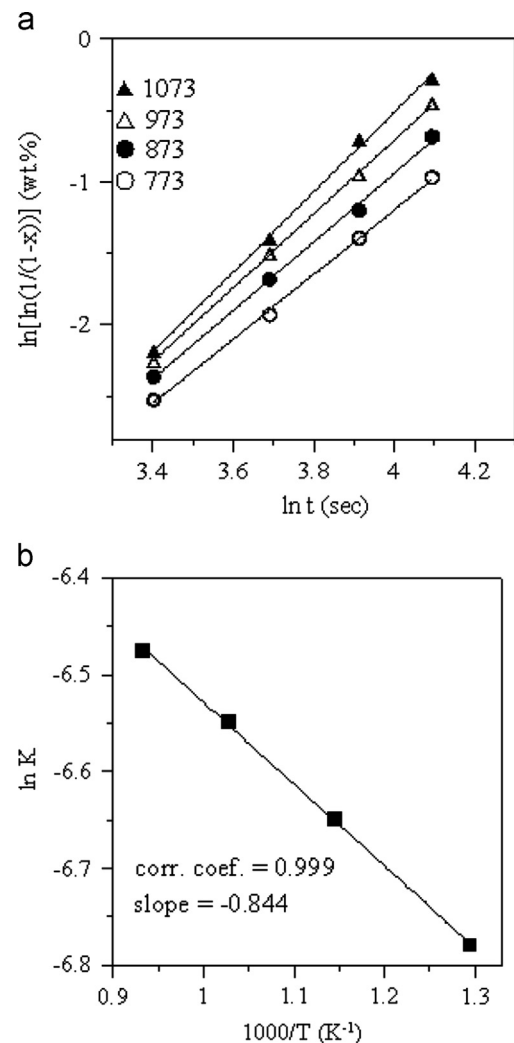 a
0
▲ 1073
△ 973
● 873
○ 773
-1
-2
ln[ln(1/(1-x))] (wt%)
3.4 3.6 3.8 4 4.2
ln t (sec)
b
-6.4
-6.5
-6.6
-6.7
-6.8
ln K
corr. coef. = 0.999
slope = -0.844
0.9 1 1.1 1.2 1.3
1000/T (K⁻¹)